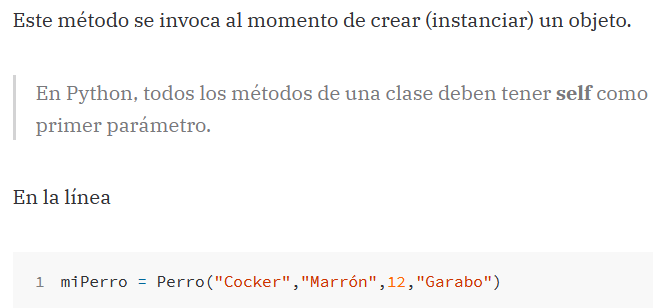 Este método se invoca al momento de crear (instanciar) un objeto.
En Python, todos los métodos de una clase deben tener self como
primer parámetro.
En la línea
1 miPerro = Perro("Cocker","Marrón",12,"Garabo")